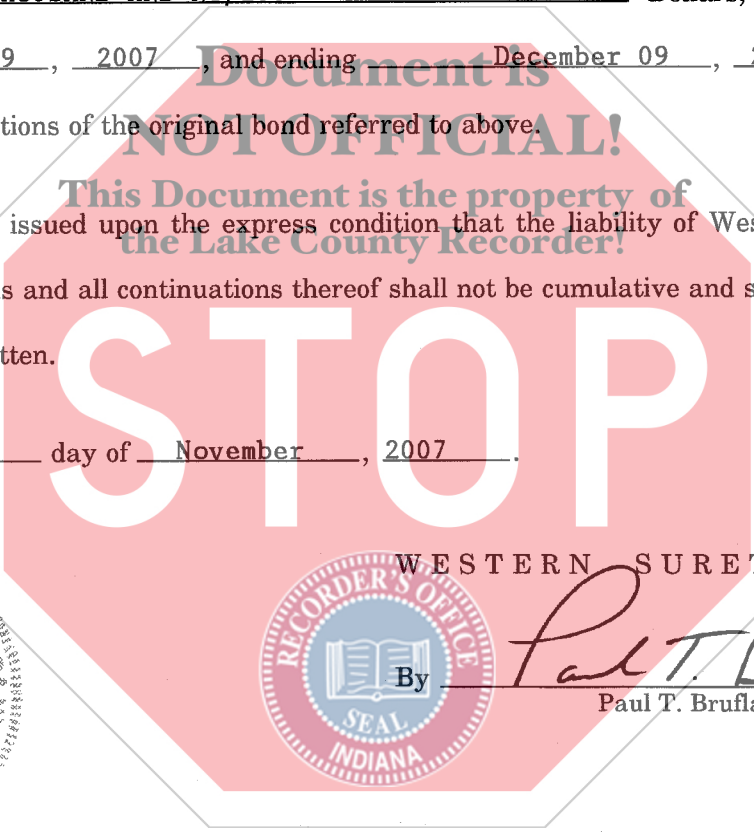 9, 2007, and ending December 09,
Document is
tions of the original bond referred to above.
NOT OFFICIAL!
This Document is the property of
issued upon the express condition that the liability of Wes
the Lake County Recorder!
s and all continuations thereof shall not be cumulative and s
tten.
STOP
day of November, 2007.
WESTERN SURET
RECORDER'S OFFICE
SEAL
INDIANA
By Paul T.
Paul T. Brufla